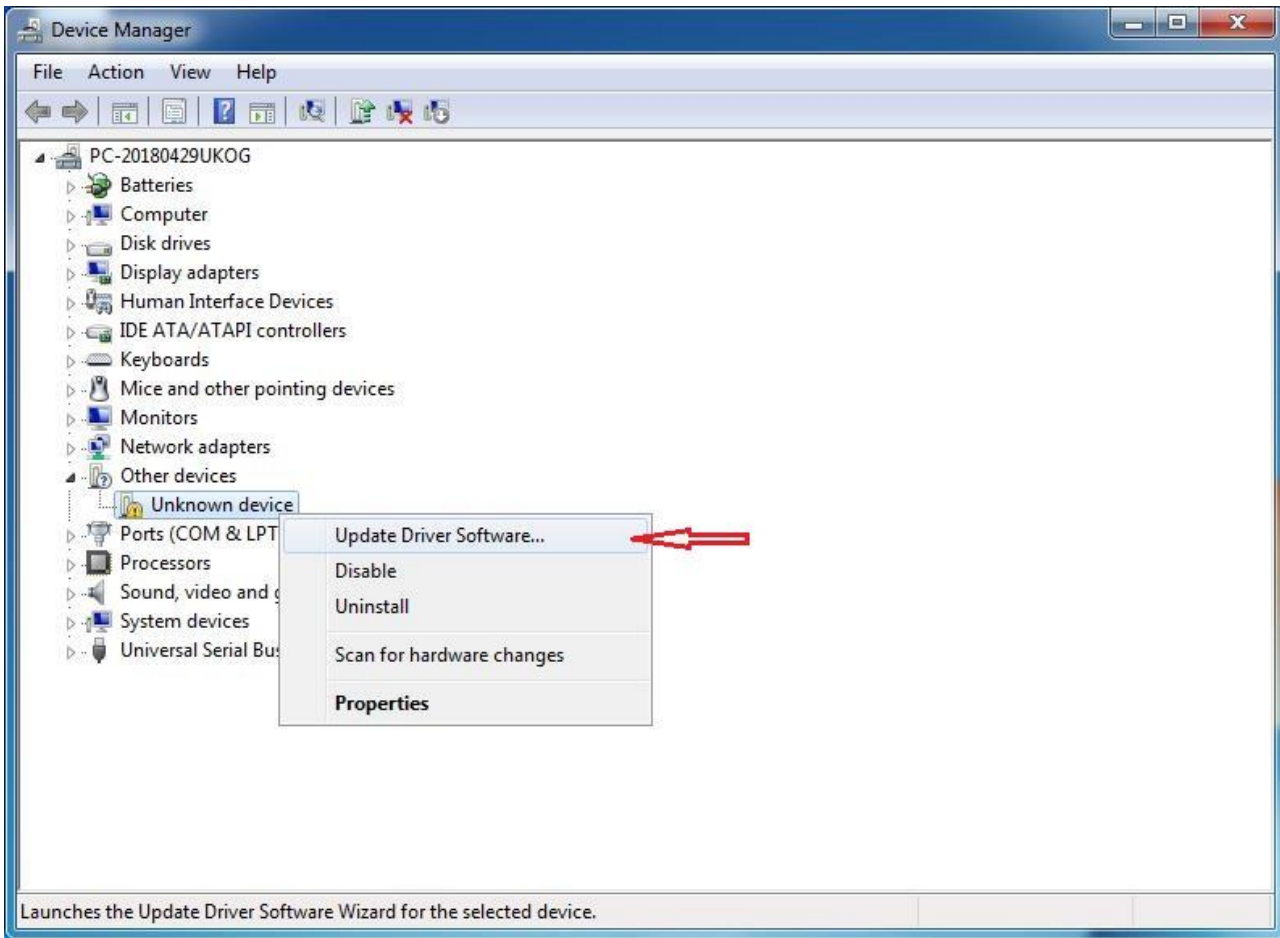 Device Manager
File Action View Help
PC-20180429UKOG
Batteries
Computer
Disk drives
Display adapters
Human Interface Devices
IDE ATA/ATAPI controllers
Keyboards
Mice and other pointing devices
Monitors
Network adapters
Other devices
Unknown device
Ports (COM & LPT
Processors
Sound, video and
System devices
Universal Serial Bus
Update Driver Software...
Disable
Uninstall
Scan for hardware changes
Properties
Launches the Update Driver Software Wizard for the selected device.